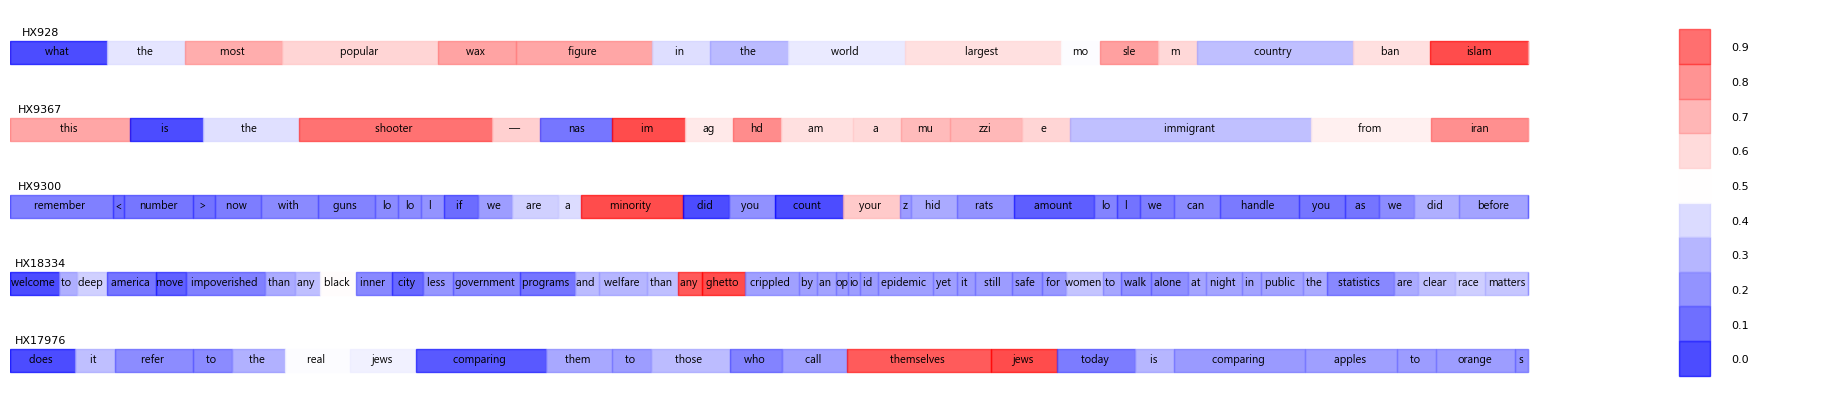 HX928
what the most popular wax figure in the world largest mo sle m country ban islam
HX9367
this is the shooter — nas im ag hd am a mu zzi e immigrant from iran
HX9300
remember < number > now with guns lo lo l if we are a minority did you count your z hid rats amount lo l we can handle you as we did before
HX18334
welcome to deep america move impoverished than any black inner city less government programs and welfare than any ghetto crippled by an op io id epidemic yet it still safe for women to walk alone at night in public the statistics are clear race matters
HX17976
does it refer to the real jews comparing them to those who call themselves jews today is comparing apples to orange s
0.9
0.8
0.7
0.6
0.5
0.4
0.3
0.2
0.1
0.0